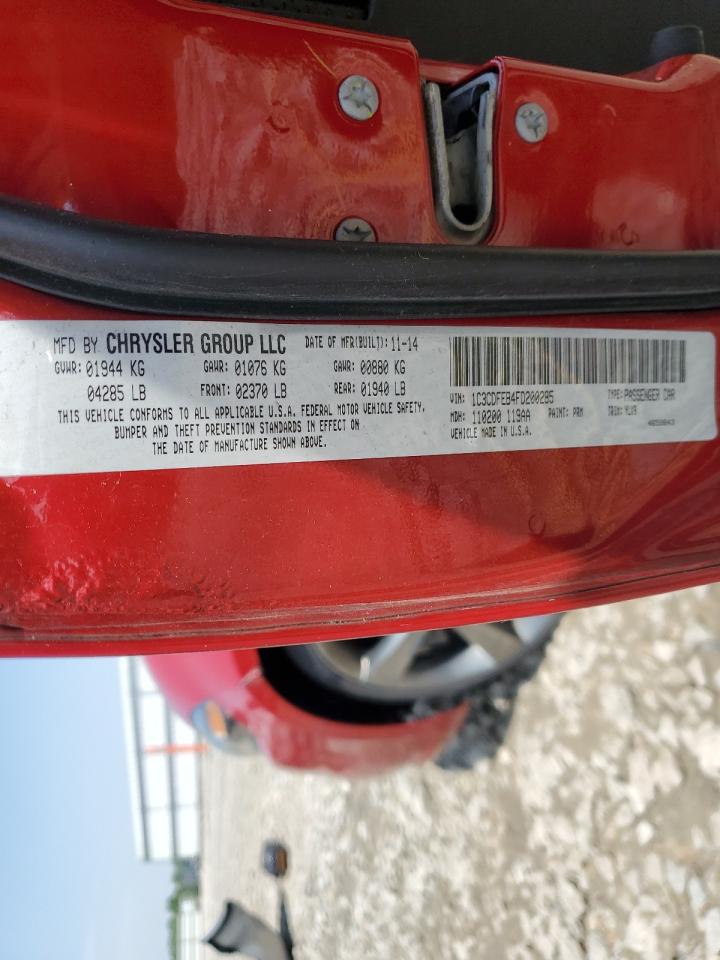 MFD BY CHRYSLER GROUP LLC DATE OF MFR(BUILT): 11-14
GVWR: 01944 KG GAWR: 01076 KG GAWR: 00880 KG
04285 LB FRONT: 02370 LB REAR: 01940 LB
THIS VEHICLE CONFORMS TO ALL APPLICABLE U.S.A. FEDERAL MOTOR VEHICLE SAFETY,
BUMPER AND THEFT PREVENTION STANDARDS IN EFFECT ON
THE DATE OF MANUFACTURE SHOWN ABOVE.
VIN: 1C3CDFEB4FD200285 TYPE: PASSENGER CAR
MDH: 110200 119AA PAINT: PRM TRIM:
VEHICLE MADE IN U.S.A.